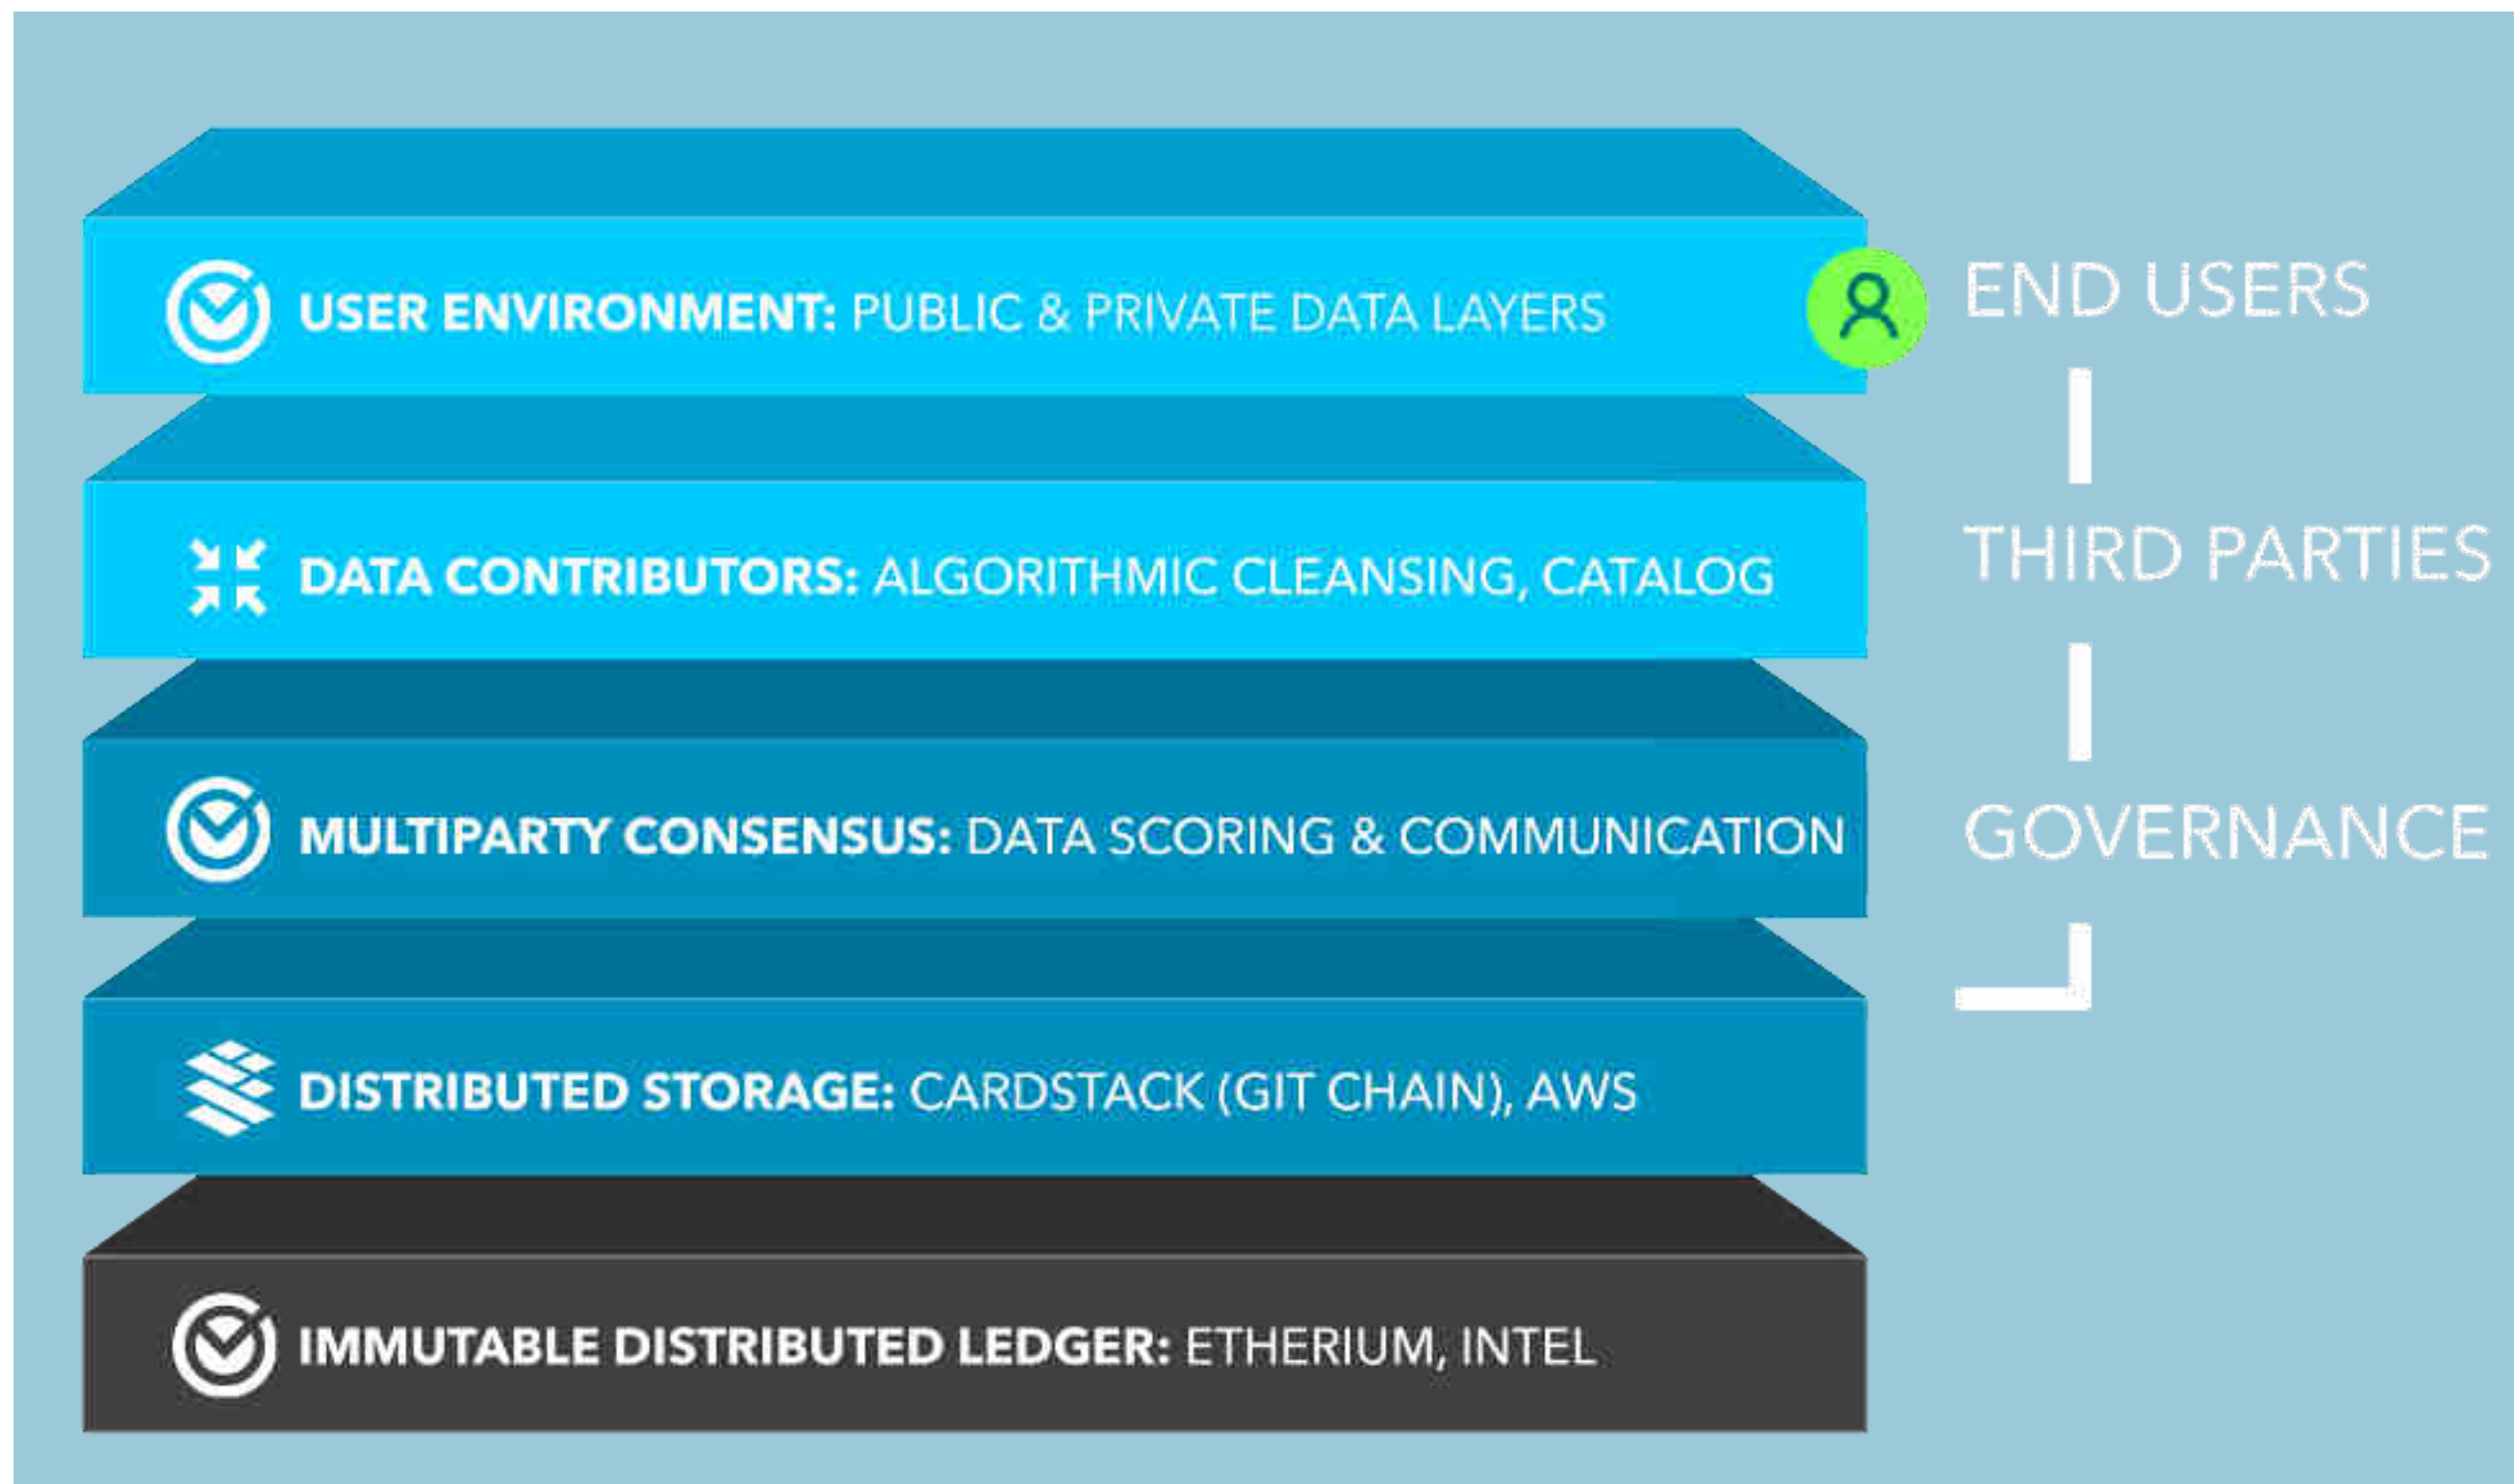 USER ENVIRONMENT: PUBLIC & PRIVATE DATA LAYERS
END USERS
DATA CONTRIBUTORS: ALGORITHMIC CLEANSING, CATALOG
THIRD PARTIES
MULTIPARTY CONSENSUS: DATA SCORING & COMMUNICATION
GOVERNANCE
DISTRIBUTED STORAGE: CARDSTACK (GIT CHAIN), AWS
IMMUTABLE DISTRIBUTED LEDGER: ETHERIUM, INTEL